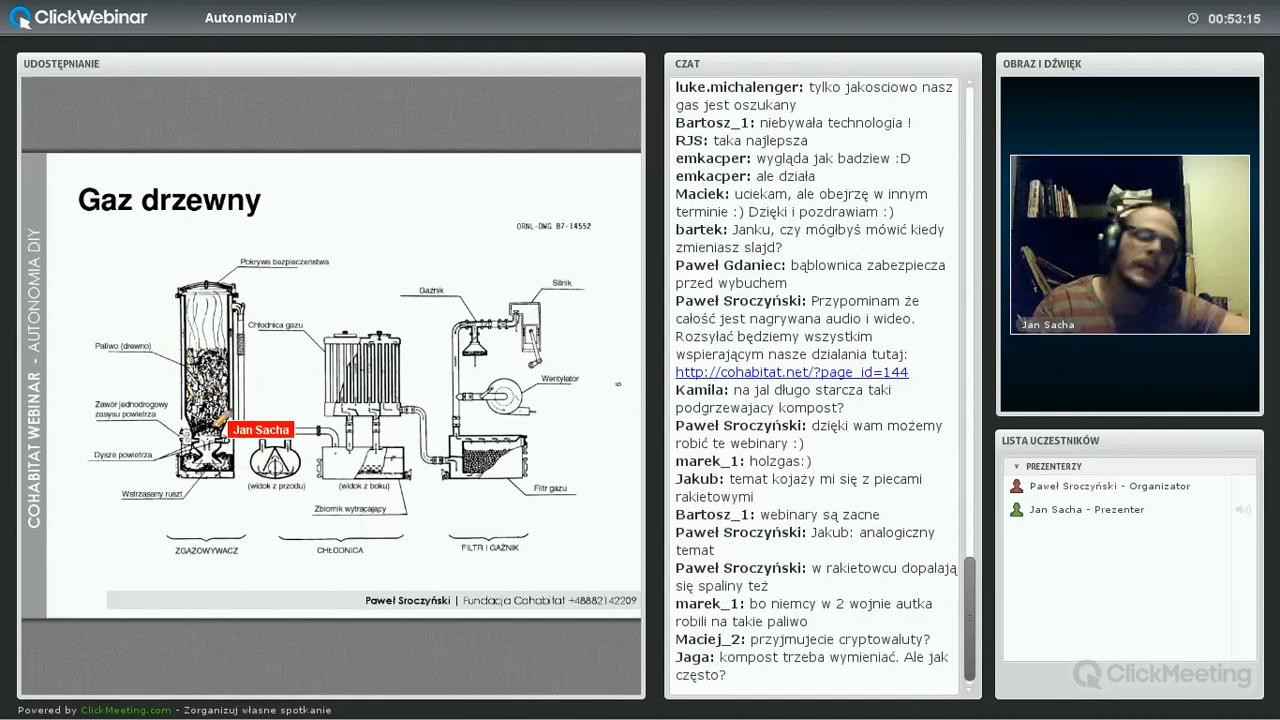 ClickWebinar
AutonomiaDIY
00:53:15
UDOSTĘPNIANIE
COHABITAT WEBINAR - AUTONOMIA DIY
Gaz drzewny
ORNL-DWG 87-14552
Pokrywa bezpieczeństwa
Gaźnik
Silnik
Chłodnica gazu
Paliwo (drewno)
Wentylator
6
Zawór jednodrogowy
zasysu powietrza
Jan Sacha
Dysze powietrza
(widok z przodu)
(widok z boku)
Wstrząsany ruszt
Filtr gazu
Zbiornik wytrącający
ZGAZOWYWACZ
CHŁODNICA
FILTR I GAŹNIK
Paweł Sroczyński | Fundacja Cohabitat +48882142209
CZAT
luke.michalenger: tylko jakosciowo nasz
gas jest oszukany
Bartosz_1: niebywała technologia !
RJS: taka najlepsza
emkacper: wygląda jak badziew :D
emkacper: ale działa
Maciek: uciekam, ale obejrzę w innym
terminie :) Dzięki i pozdrawiam :)
bartek: Janku, czy mógłbyś mówić kiedy
zmieniasz slajd?
Paweł Gdaniec: bąblownica zabezpiecza
przed wybuchem
Paweł Sroczyński: Przypominam że
całość jest nagrywana audio i wideo.
Rozsyłać będziemy wszystkim
wspierającym nasze dzialania tutaj:
http://cohabitat.net/?page_id=144
Kamila: na jal długo starcza taki
podgrzewajacy kompost?
Paweł Sroczyński: dzięki wam możemy
robić te webinary :)
marek_1: holzgas:)
Jakub: temat kojaży mi się z piecami
rakietowymi
Bartosz_1: webinary są zacne
Paweł Sroczyński: Jakub: analogiczny
temat
Paweł Sroczyński: w rakietowcu dopalają
się spaliny też
marek_1: bo niemcy w 2 wojnie autka
robili na takie paliwo
Maciej_2: przyjmujecie cryptowaluty?
Jaga: kompost trzeba wymieniać. Ale jak
często?
OBRAZ I DŹWIĘK
Jan Sacha
LISTA UCZESTNIKÓW
PREZENTERZY
Paweł Sroczyński - Organizator
Jan Sacha - Prezenter
ClickMeeting
Powered by ClickMeeting.com - Zorganizuj własne spotkanie